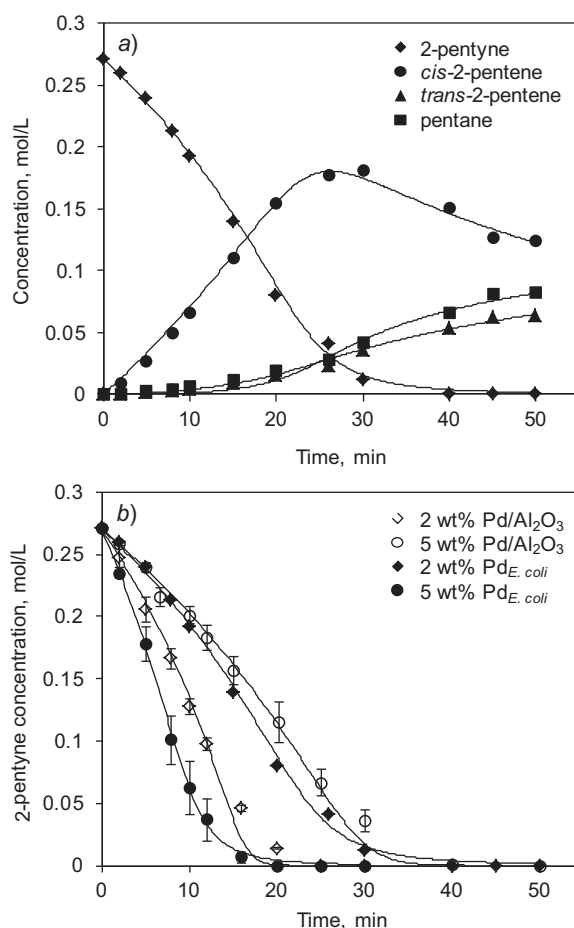 a)
2-pentyne
cis-2-pentene
trans-2-pentene
pentane
Concentration, mol/L
0.3
0.25
0.2
0.15
0.1
0.05
0
0 10 20 30 40 50
Time, min
b)
2 wt% Pd/Al2O3
5 wt% Pd/Al2O3
2 wt% PdE. coli
5 wt% PdE. coli
2-pentyne concentration, mol/L
0.3
0.25
0.2
0.15
0.1
0.05
0
0 10 20 30 40 50
Time, min